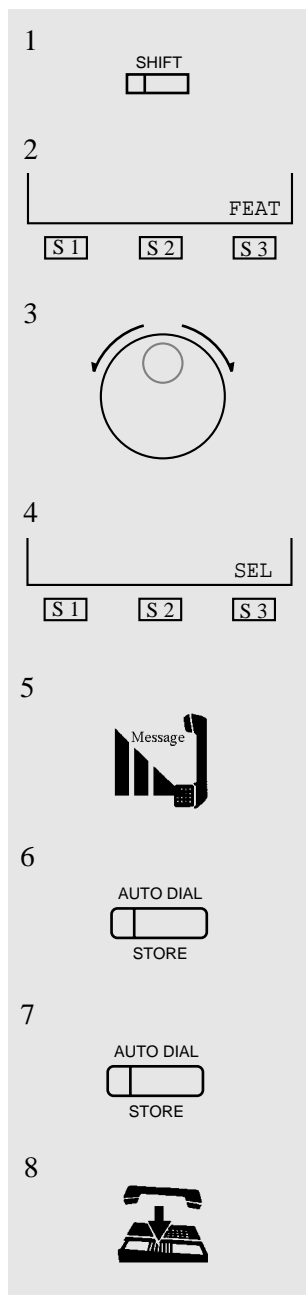 1
SHIFT
2
FEAT
S 1 S 2 S 3
3
4
SEL
S 1 S 2 S 3
5
Message
6
AUTO DIAL
STORE
7
AUTO DIAL
STORE
8